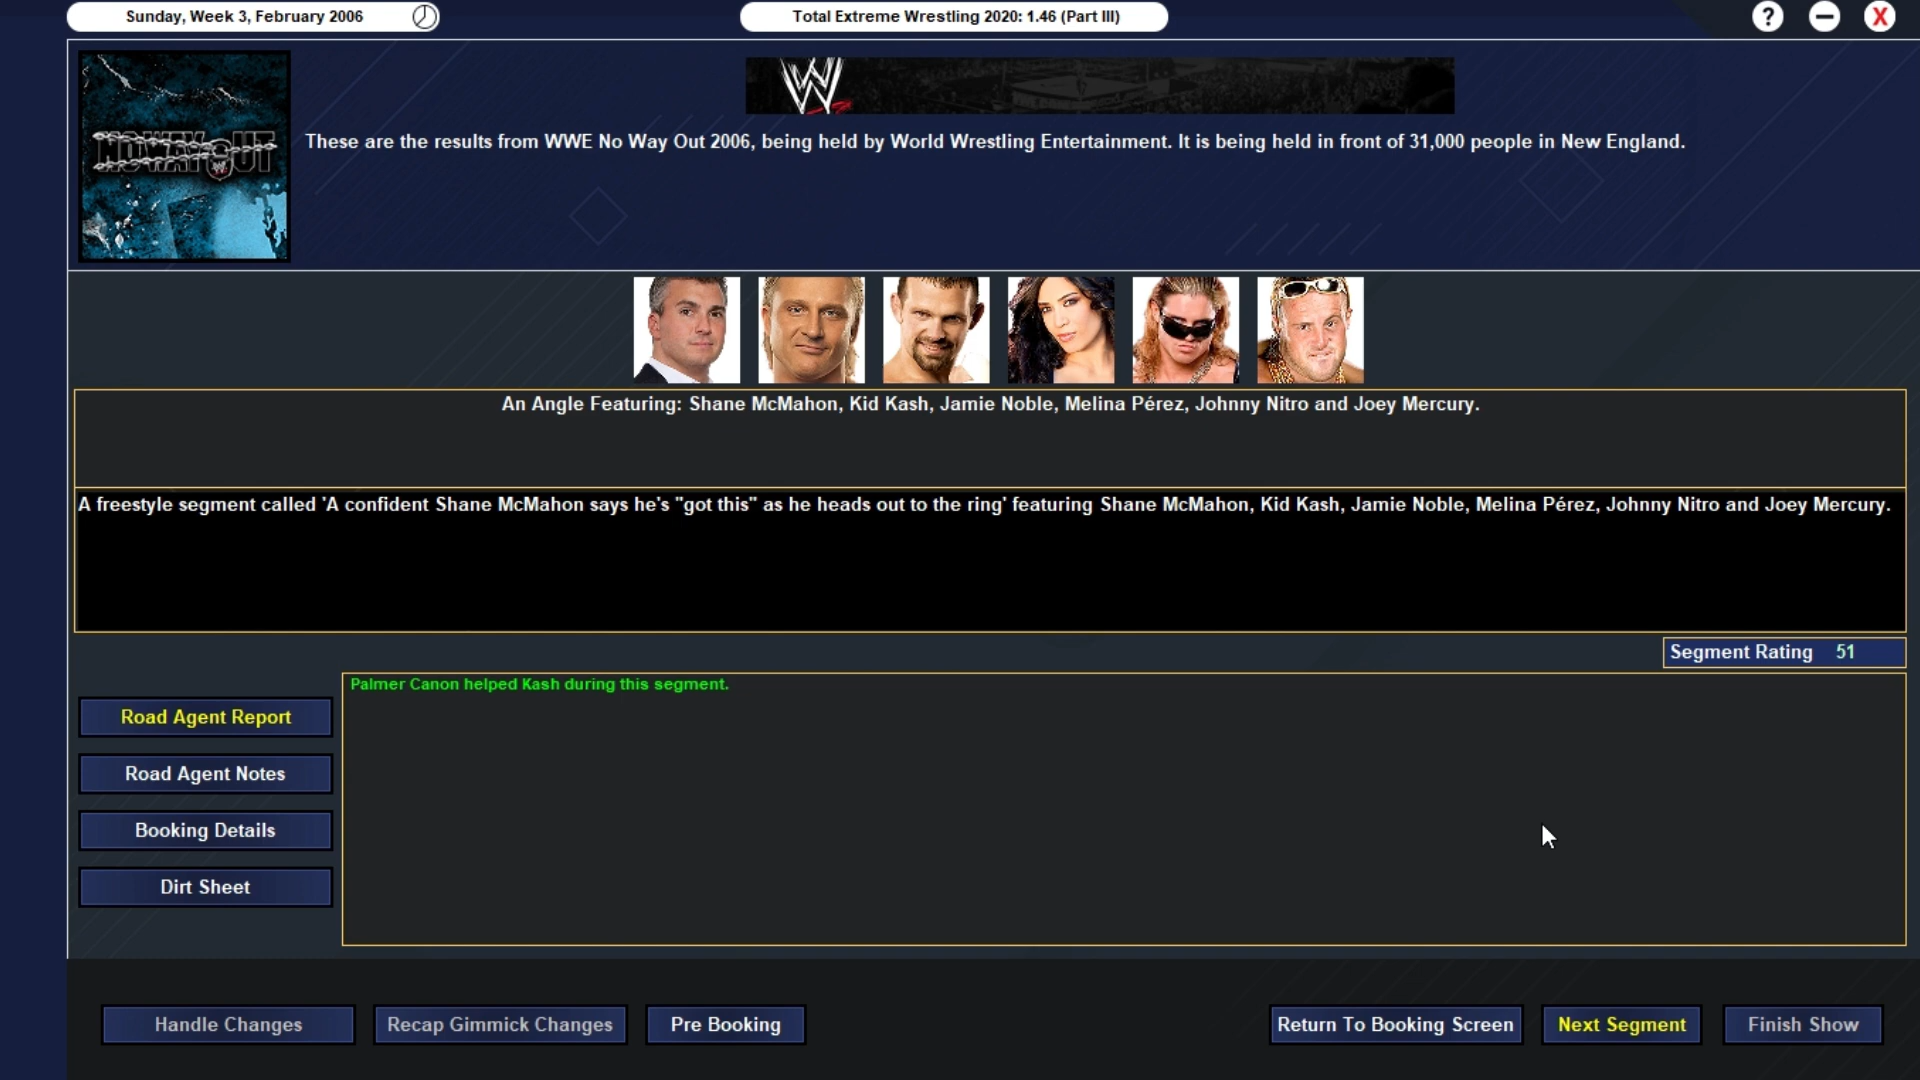 Sunday, Week 3, February 2006
Total Extreme Wrestling 2020: 1.46 (Part III)
?
X
W
NO WAY OUT
These are the results from WWE No Way Out 2006, being held by World Wrestling Entertainment. It is being held in front of 31,000 people in New England.
An Angle Featuring: Shane McMahon, Kid Kash, Jamie Noble, Melina Pérez, Johnny Nitro and Joey Mercury.
A freestyle segment called 'A confident Shane McMahon says he's "got this" as he heads out to the ring' featuring Shane McMahon, Kid Kash, Jamie Noble, Melina Pérez, Johnny Nitro and Joey Mercury.
Segment Rating 51
Palmer Canon helped Kash during this segment.
Road Agent Report
Road Agent Notes
Booking Details
Dirt Sheet
Handle Changes
Recap Gimmick Changes
Pre Booking
Return To Booking Screen
Next Segment
Finish Show